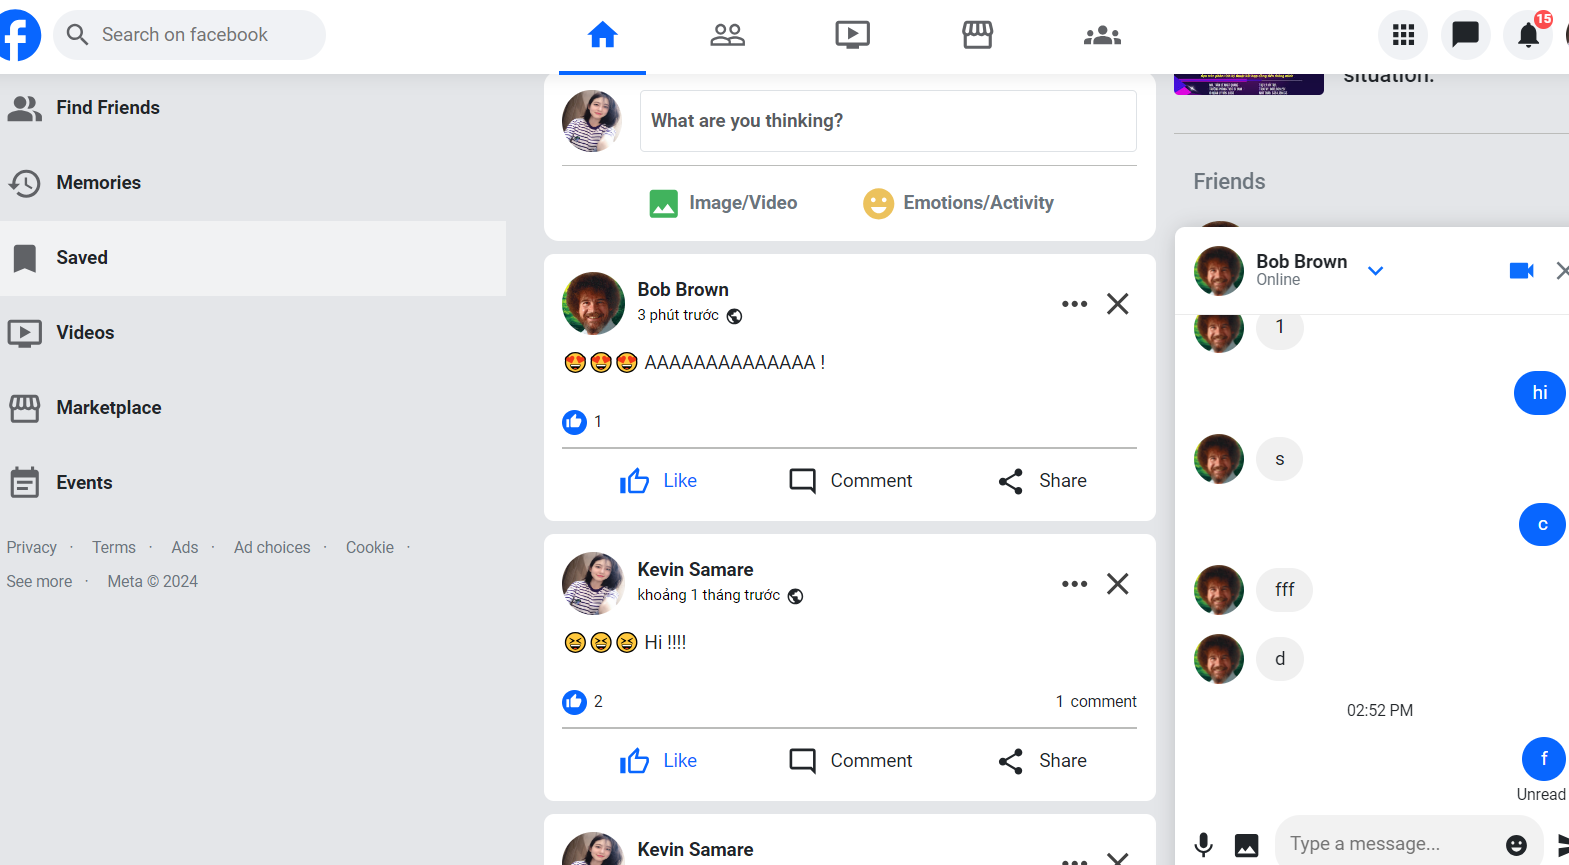 Search on facebook
15
Find Friends
Memories
Saved
Videos
Marketplace
Events
Privacy · Terms · Ads · Ad choices · Cookie ·
See more · Meta © 2024
What are you thinking?
Image/Video
Emotions/Activity
Bob Brown
3 phút trước
😍😍😍 AAAAAAAAAAAAAA !
1
Like
Comment
Share
Kevin Samare
khoảng 1 tháng trước
😆😆😆 Hi !!!!
2
1 comment
Like
Comment
Share
Kevin Samare
situation.
Friends
Bob Brown
Online
1
hi
s
c
fff
d
02:52 PM
f
Unread
Type a message...